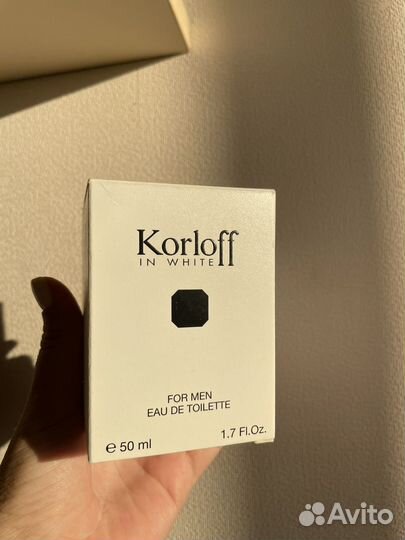 Korloff
IN WHITE
FOR MEN
EAU DE TOILETTE
e 50 ml 1.7 Fl.Oz.
Avito